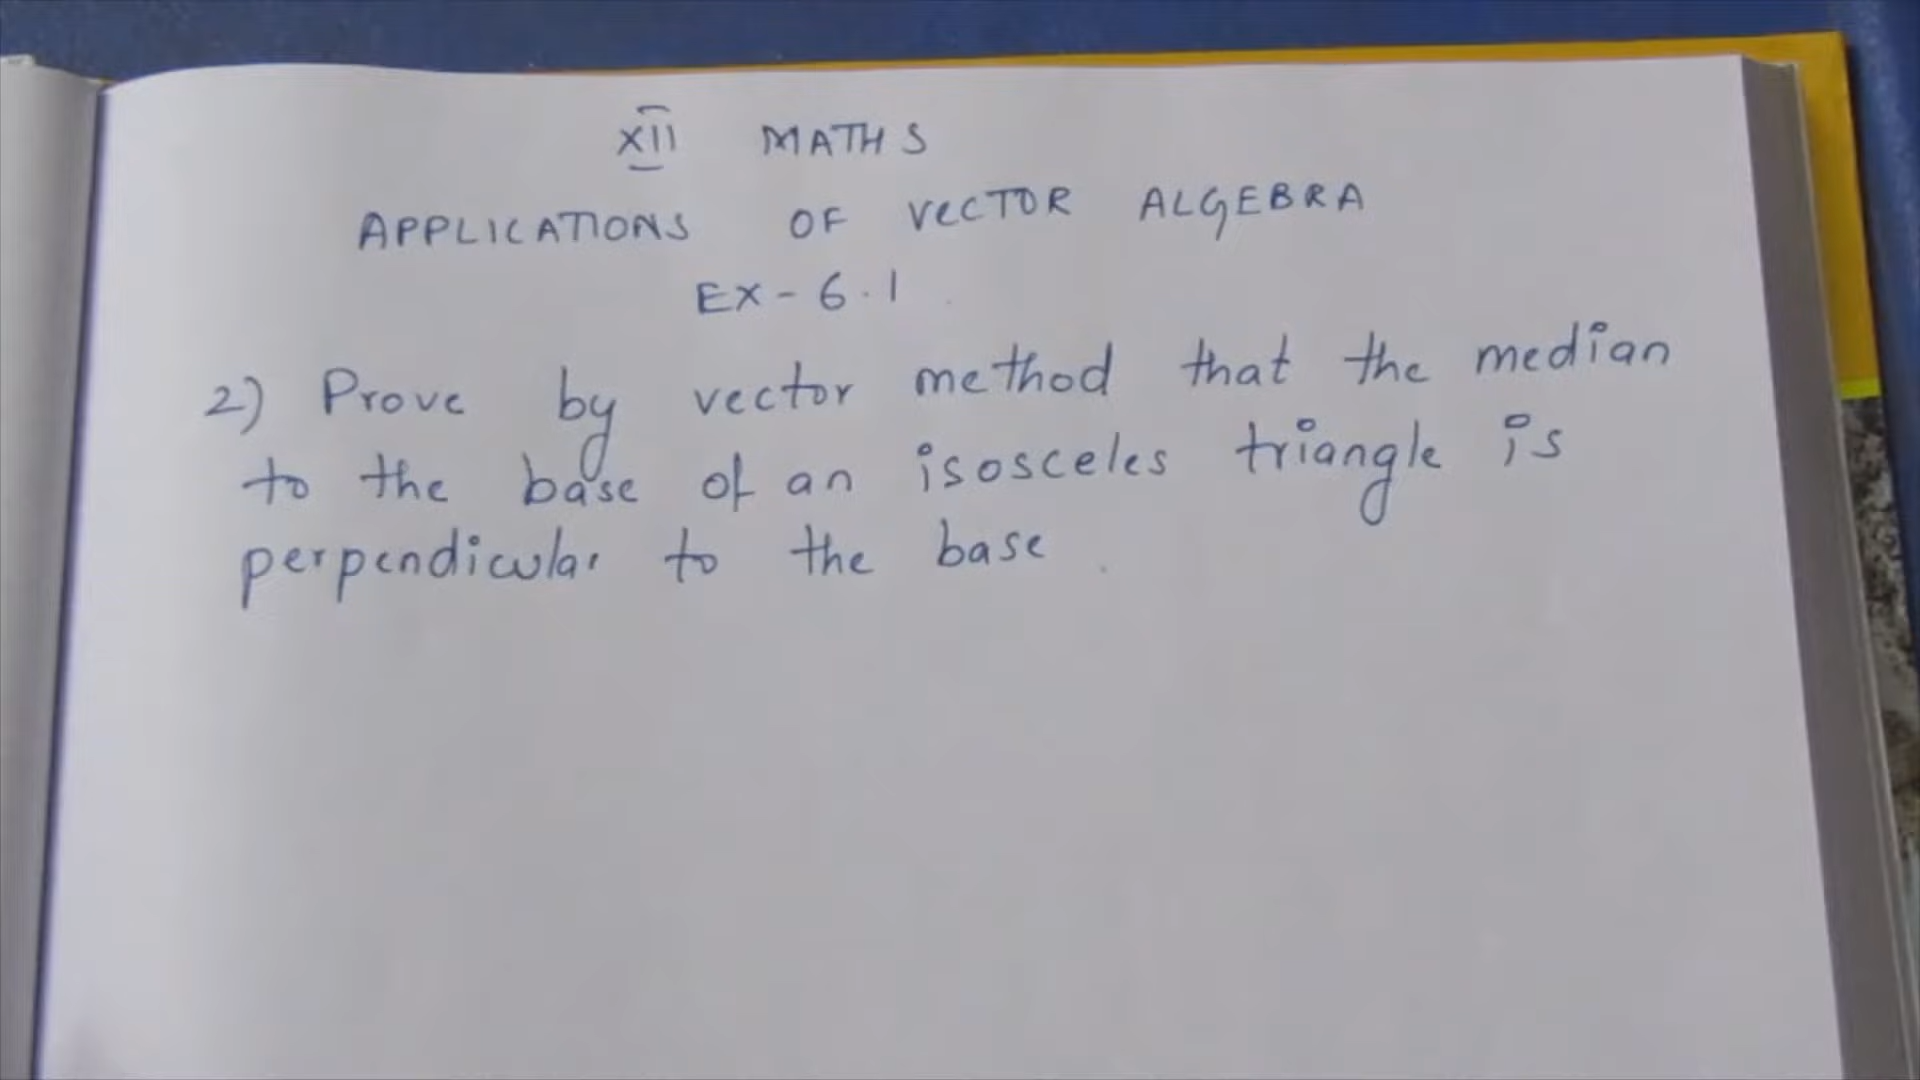 XII MATHS
APPLICATIONS OF VECTOR ALGEBRA
EX - 6.1
2) Prove by vector method that the median
to the base of an isosceles triangle is
perpendicular to the base.